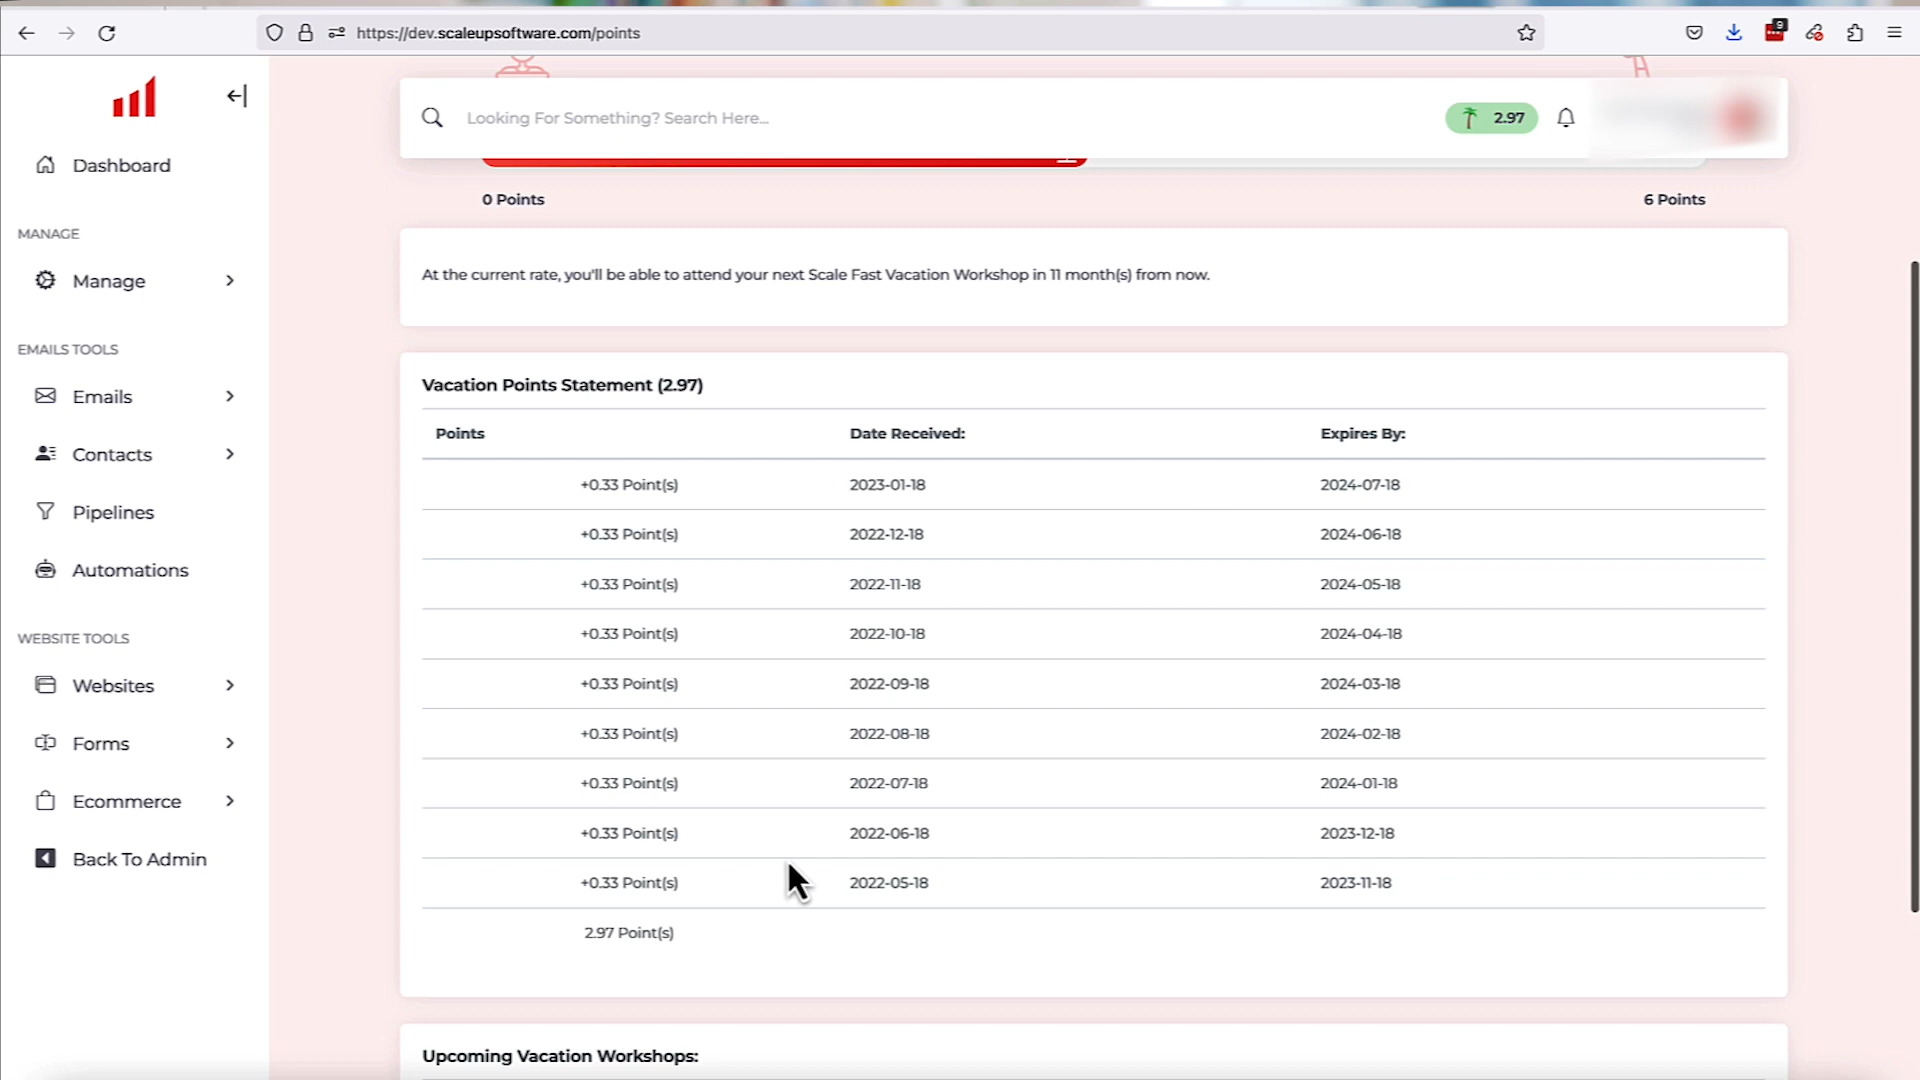 https://dev.scaleupsoftware.com/points
9
Looking For Something? Search Here...
2.97
0 Points
6 Points
Dashboard
MANAGE
Manage
EMAILS TOOLS
Emails
Contacts
Pipelines
Automations
WEBSITE TOOLS
Websites
Forms
Ecommerce
Back To Admin
At the current rate, you'll be able to attend your next Scale Fast Vacation Workshop in 11 month(s) from now.
Vacation Points Statement (2.97)
Points Date Received: Expires By:
+0.33 Point(s) 2023-01-18 2024-07-18
+0.33 Point(s) 2022-12-18 2024-06-18
+0.33 Point(s) 2022-11-18 2024-05-18
+0.33 Point(s) 2022-10-18 2024-04-18
+0.33 Point(s) 2022-09-18 2024-03-18
+0.33 Point(s) 2022-08-18 2024-02-18
+0.33 Point(s) 2022-07-18 2024-01-18
+0.33 Point(s) 2022-06-18 2023-12-18
+0.33 Point(s) 2022-05-18 2023-11-18
2.97 Point(s)
Upcoming Vacation Workshops: